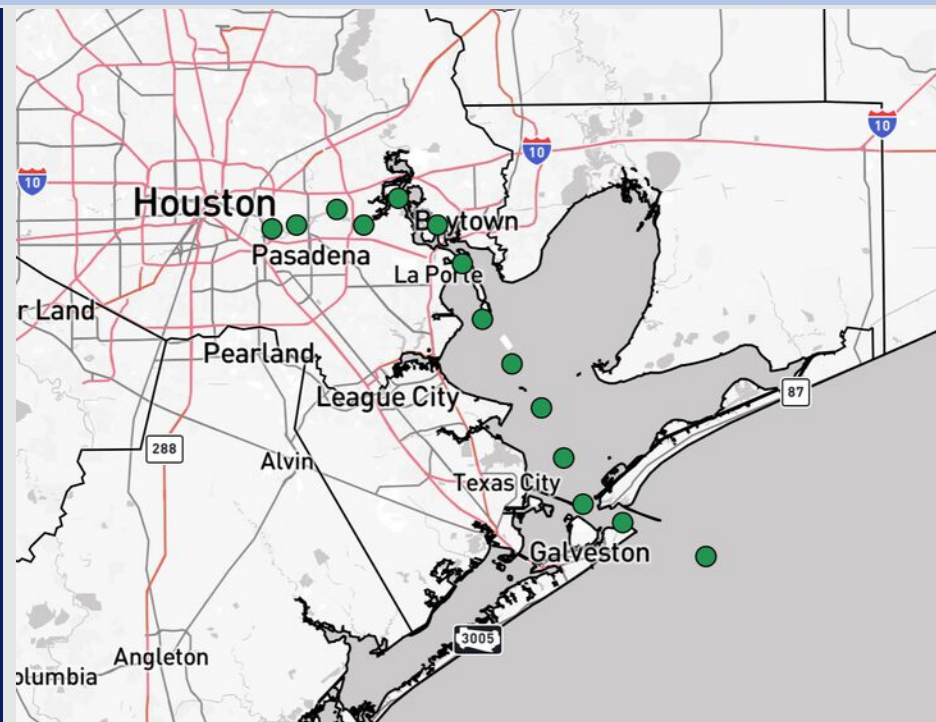 10
10
10
Houston
Baytown
Pasadena
La Porte
r Land
Pearland
League City
87
288
Alvin
Texas City
Galveston
3005
Angleton
olumbia